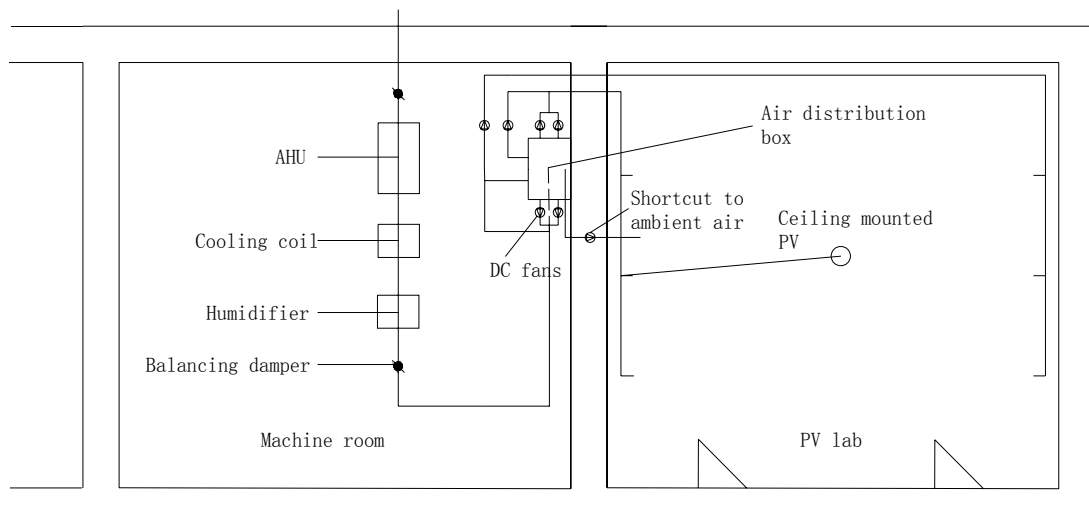 Air distribution
box
AHU
Shortcut to
ambient air
Ceiling mounted
PV
Cooling coil
DC fans
Humidifier
Balancing damper
Machine room
PV lab